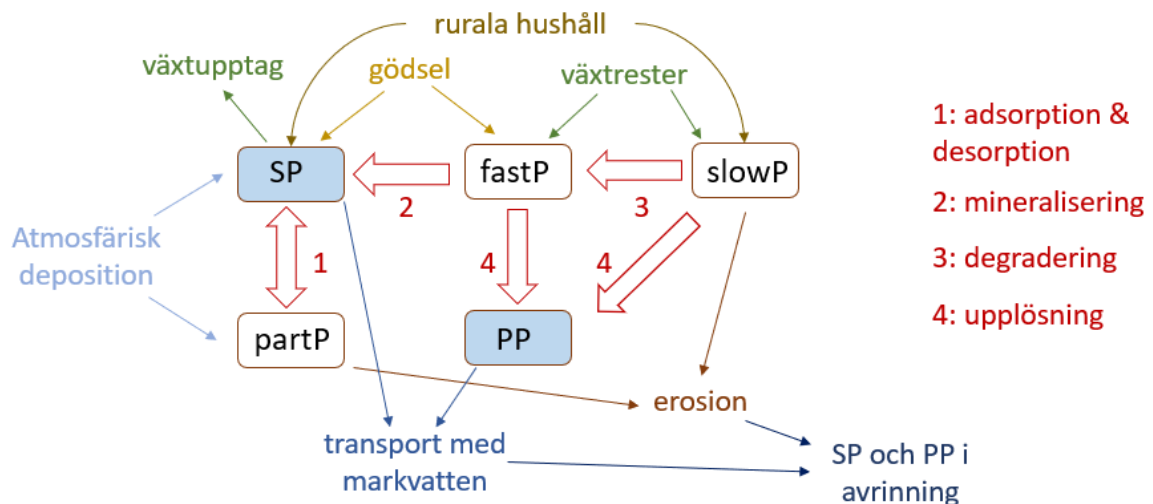 rurala hushåll
växtupptag
gödsel
växtrester
1: adsorption &
desorption
SP
fastP
slowP
2
3
2: mineralisering
Atmosfärisk
deposition
1
4
4
3: degradering
4: upplösning
partP
PP
erosion
transport med
markvatten
SP och PP i
avrinning